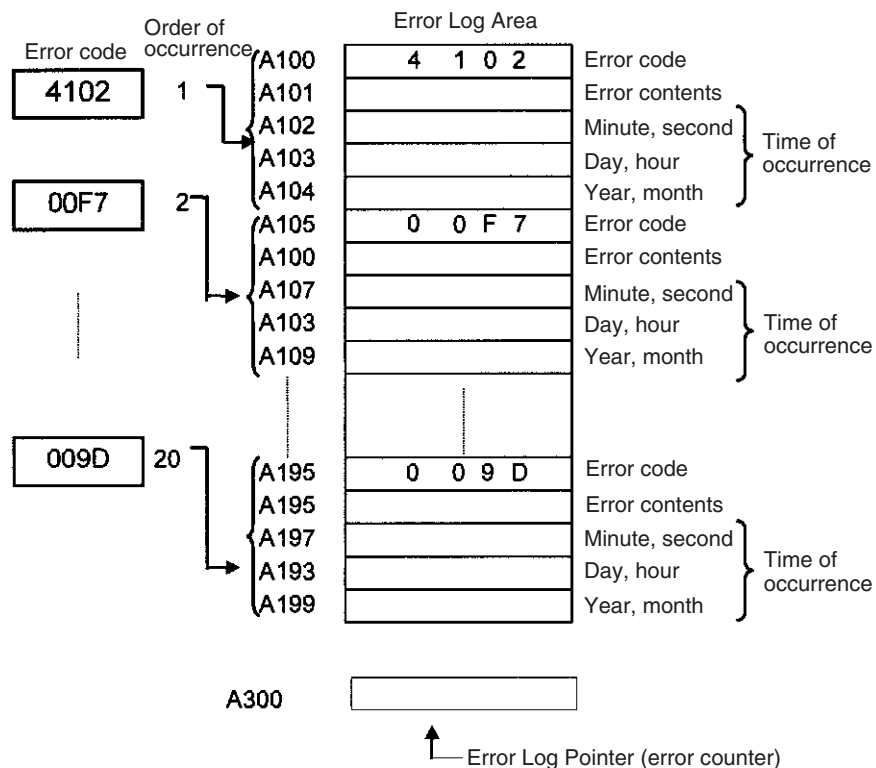 Error Log Area
Order of
occurrence
Error code
A100 4 1 0 2 Error code
4102 1
A101 Error contents
A102 Minute, second
Time of
occurrence
A103 Day, hour
A104 Year, month
00F7 2
A105 0 0 F 7 Error code
A100 Error contents
A107 Minute, second
Time of
occurrence
A103 Day, hour
A109 Year, month
009D 20
A195 0 0 9 D Error code
A195 Error contents
A197 Minute, second
Time of
occurrence
A193 Day, hour
A199 Year, month
A300
Error Log Pointer (error counter)